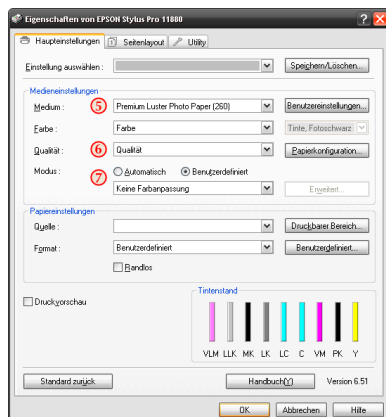 Eigenschaften von EPSON Stylus Pro 11880
Haupteinstellungen Seitenlayout Utility
Einstellung auswählen: Speichern/Löschen...
Medieneinstellungen
Medium: 5 Premium Luster Photo Paper (260) Benutzereinstellungen...
Farbe: Farbe Tinte, Fotoschwarz
Qualität: 6 Qualität Papierkonfiguration...
Modus: Automatisch Benutzerdefiniert
7
Keine Farbanpassung Erweitert...
Papiereinstellungen
Quelle: Druckbarer Bereich...
Format: Benutzerdefiniert Benutzerdefiniert...
Randlos
Druckvorschau
Tintenstand
VLM LLK MK LK LC C VM PK Y
Standard zurück Handbuch(Y) Version 6.51
OK Abbrechen Hilfe